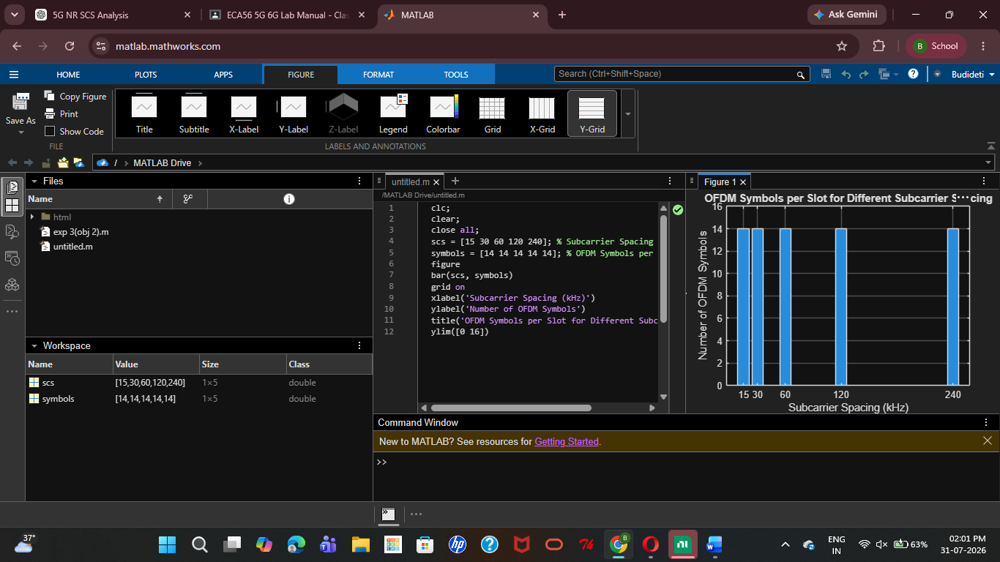 5G NR SCS Analysis
ECA56 5G 6G Lab Manual - Clas
MATLAB
Ask Gemini
matlab.mathworks.com
B School
HOME PLOTS APPS FIGURE FORMAT TOOLS
Search (Ctrl+Shift+Space)
Budideti
Save As
Copy Figure
Print
Show Code
FILE
Title Subtitle X-Label Y-Label Z-Label Legend Colorbar Grid X-Grid Y-Grid
LABELS AND ANNOTATIONS
/ > MATLAB Drive >
Files
Name
html
exp 3(obj 2).m
untitled.m
Workspace
Name Value Size Class
scs [15,30,60,120,240] 1×5 double
symbols [14,14,14,14,14] 1×5 double
untitled.m
/MATLAB Drive/untitled.m
1 clc;
2 clear;
3 close all;
4 scs = [15 30 60 120 240]; % Subcarrier Spacing
5 symbols = [14 14 14 14 14]; % OFDM Symbols per
6 figure
7 bar(scs, symbols)
8 grid on
9 xlabel('Subcarrier Spacing (kHz)')
10 ylabel('Number of OFDM Symbols')
11 title('OFDM Symbols per Slot for Different Subc
12 ylim([0 16])
Figure 1
OFDM Symbols per Slot for Different Subcarrier S cing
Number of OFDM Symbols
16
14
12
10
8
6
4
2
0
15 30 60 120 240
Subcarrier Spacing (kHz)
Command Window
New to MATLAB? See resources for Getting Started.
>>
37°
hp
B
ENG
IN
63%
02:01 PM
31-07-2026